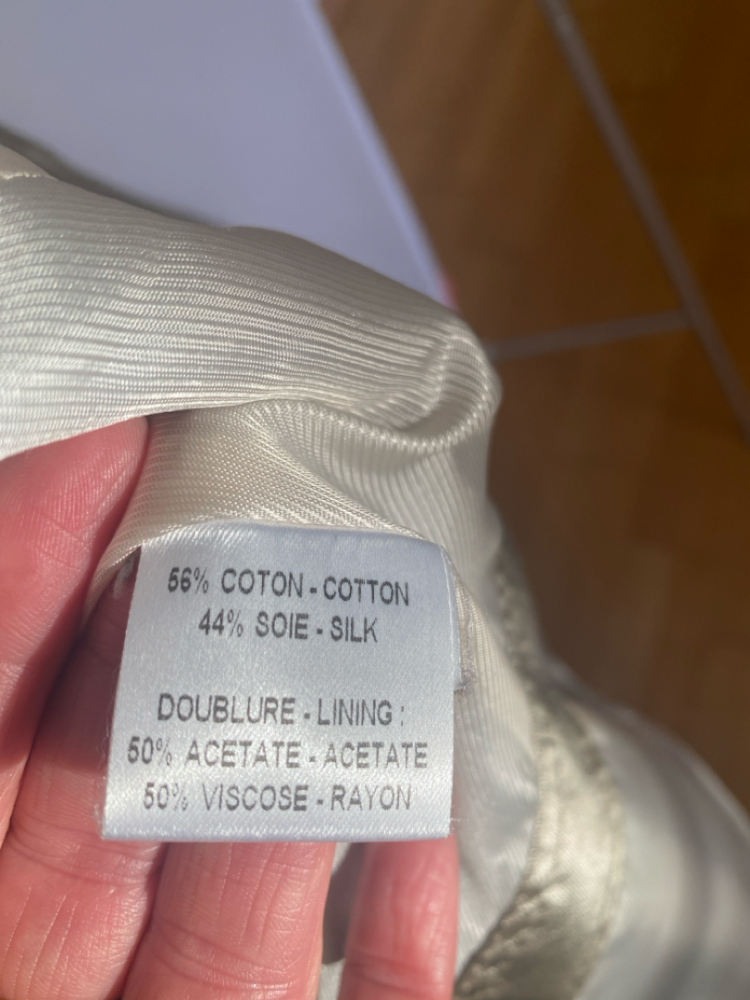 56% COTON - COTTON
44% SOIE - SILK
DOUBLURE - LINING :
50% ACETATE - ACETATE
50% VISCOSE - RAYON